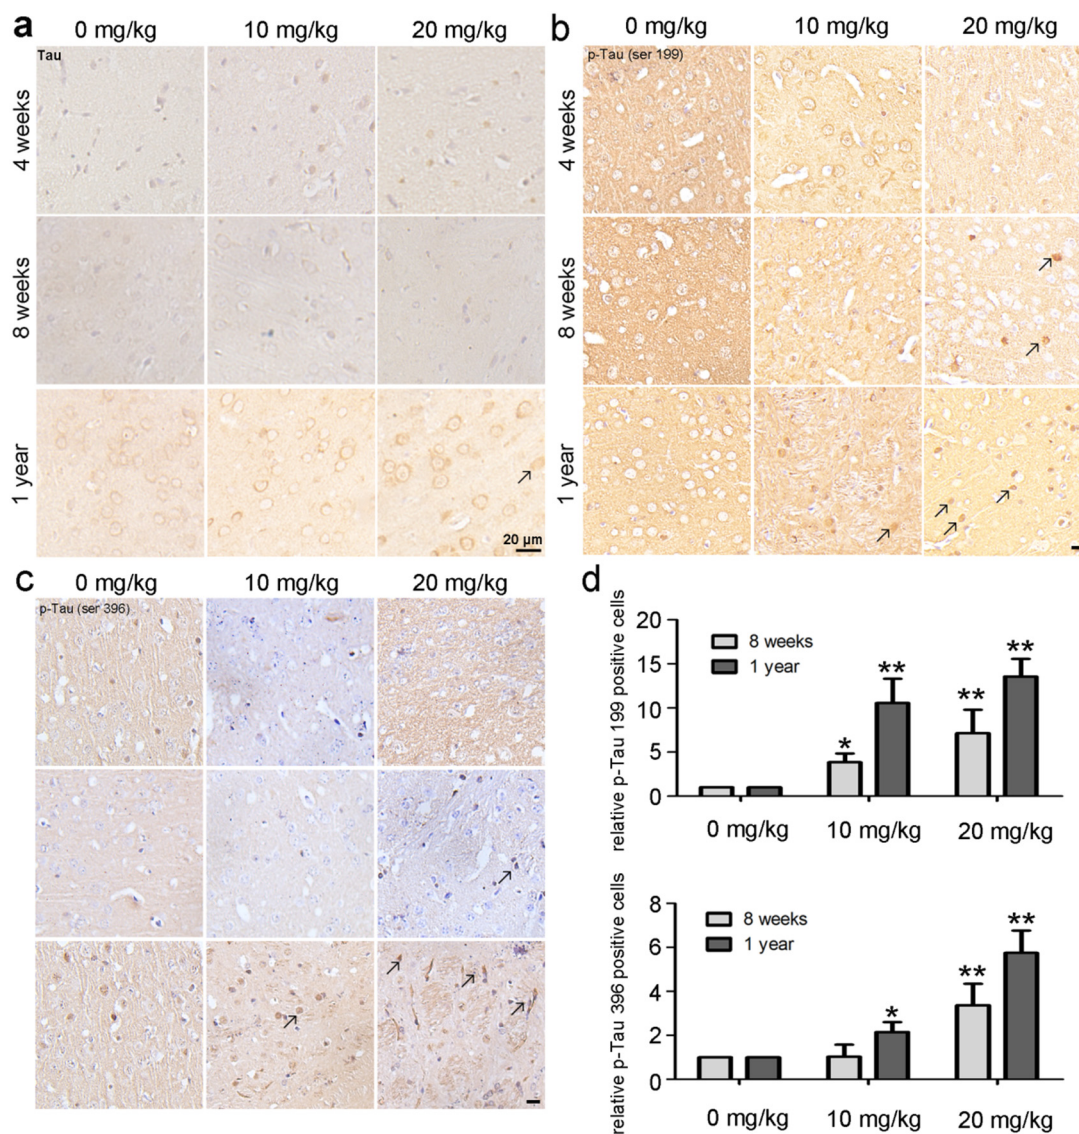 a
0 mg/kg 10 mg/kg 20 mg/kg
Tau
4 weeks
8 weeks
1 year
20 µm
b
0 mg/kg 10 mg/kg 20 mg/kg
p-Tau (ser 199)
4 weeks
8 weeks
1 year
c
0 mg/kg 10 mg/kg 20 mg/kg
p-Tau (ser 396)
d
relative p-Tau 199 positive cells
20
15
10
5
0
8 weeks
1 year
*
**
**
**
0 mg/kg 10 mg/kg 20 mg/kg
relative p-Tau 396 positive cells
8
6
4
2
0
8 weeks
1 year
*
**
**
0 mg/kg 10 mg/kg 20 mg/kg